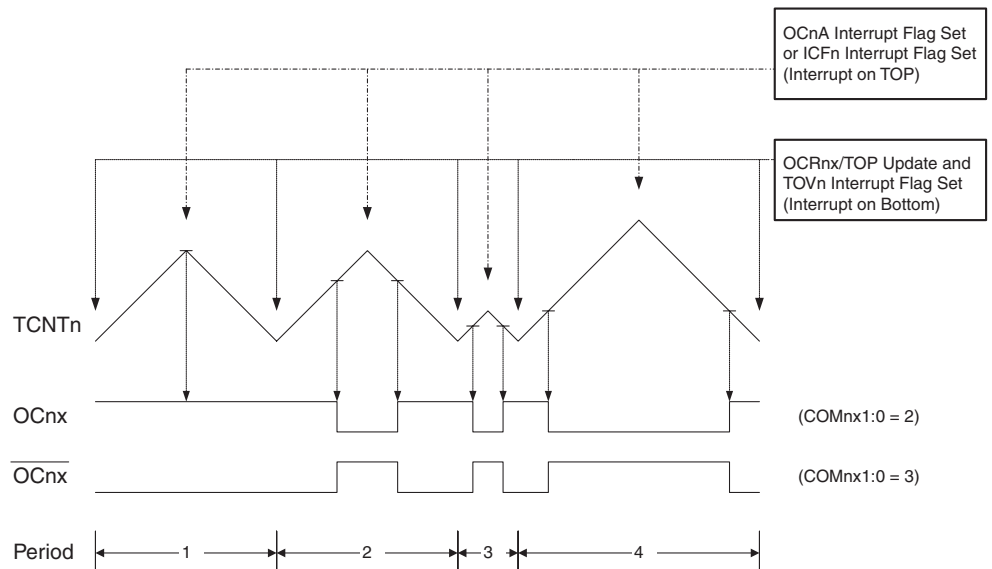 OCnA Interrupt Flag Set
or ICFn Interrupt Flag Set
(Interrupt on TOP)
OCRnx/TOP Update and
TOVn Interrupt Flag Set
(Interrupt on Bottom)
TCNTn
OCnx
(COMnx1:0 = 2)
OCnx
(COMnx1:0 = 3)
Period
1
2
3
4